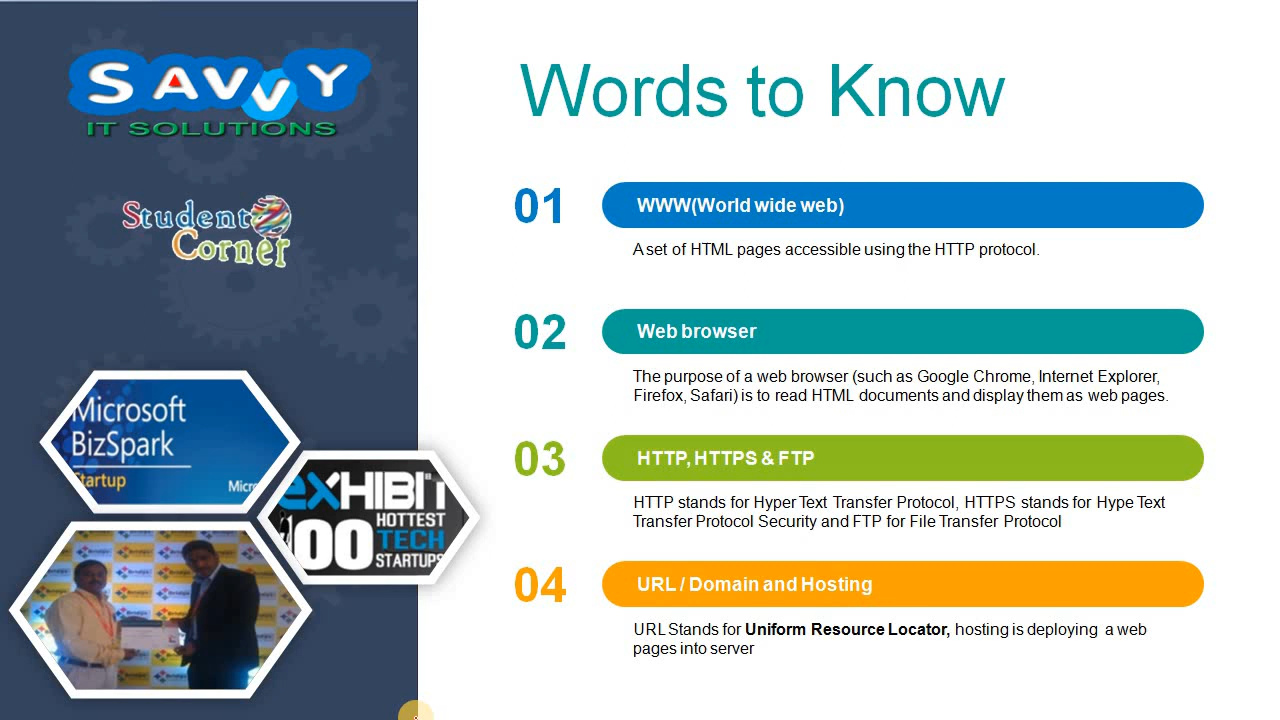 SAVVY
IT SOLUTIONS
Student
Corner
Microsoft
BizSpark
Startup
Micr
EXHIBIT
100 HOTTEST
TECH
STARTUPS
Words to Know
01
WWW(World wide web)
A set of HTML pages accessible using the HTTP protocol.
02
Web browser
The purpose of a web browser (such as Google Chrome, Internet Explorer,
Firefox, Safari) is to read HTML documents and display them as web pages.
03
HTTP, HTTPS & FTP
HTTP stands for Hyper Text Transfer Protocol, HTTPS stands for Hype Text
Transfer Protocol Security and FTP for File Transfer Protocol
04
URL / Domain and Hosting
URL Stands for Uniform Resource Locator, hosting is deploying a web
pages into server